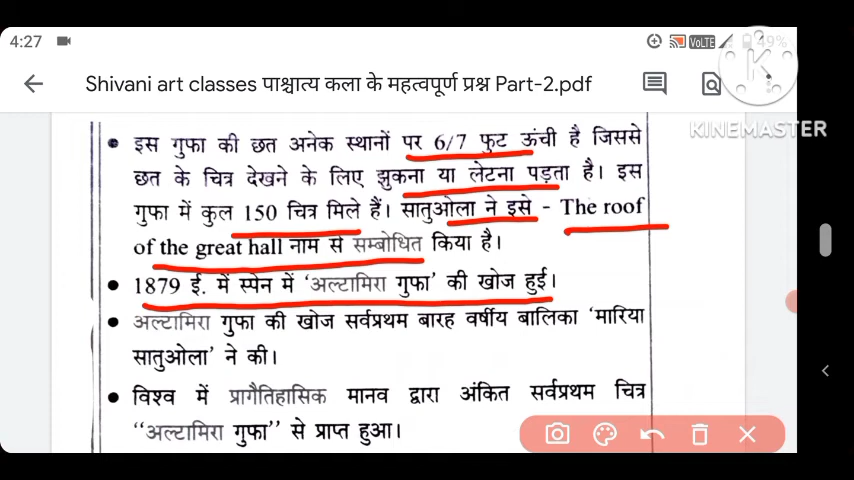 4:27
VoLTE
49%
Shivani art classes पाश्चात्य कला के महत्वपूर्ण प्रश्न Part-2.pdf
K
KINEMASTER
• इस गुफा की छत अनेक स्थानों पर 6/7 फुट ऊंची है जिससे
छत के चित्र देखने के लिए झुकना या लेटना पड़ता है। इस
गुफा में कुल 150 चित्र मिले हैं। सातुओला ने इसे - The roof
of the great hall नाम से सम्बोधित किया है।
• 1879 ई. में स्पेन में 'अल्टामिरा गुफा' की खोज हुई।
• अल्टामिरा गुफा की खोज सर्वप्रथम बारह वर्षीय बालिका 'मारिया
सातुओला' ने की।
• विश्व में प्रागैतिहासिक मानव द्वारा अंकित सर्वप्रथम चित्र
"अल्टामिरा गुफा" से प्राप्त हुआ।